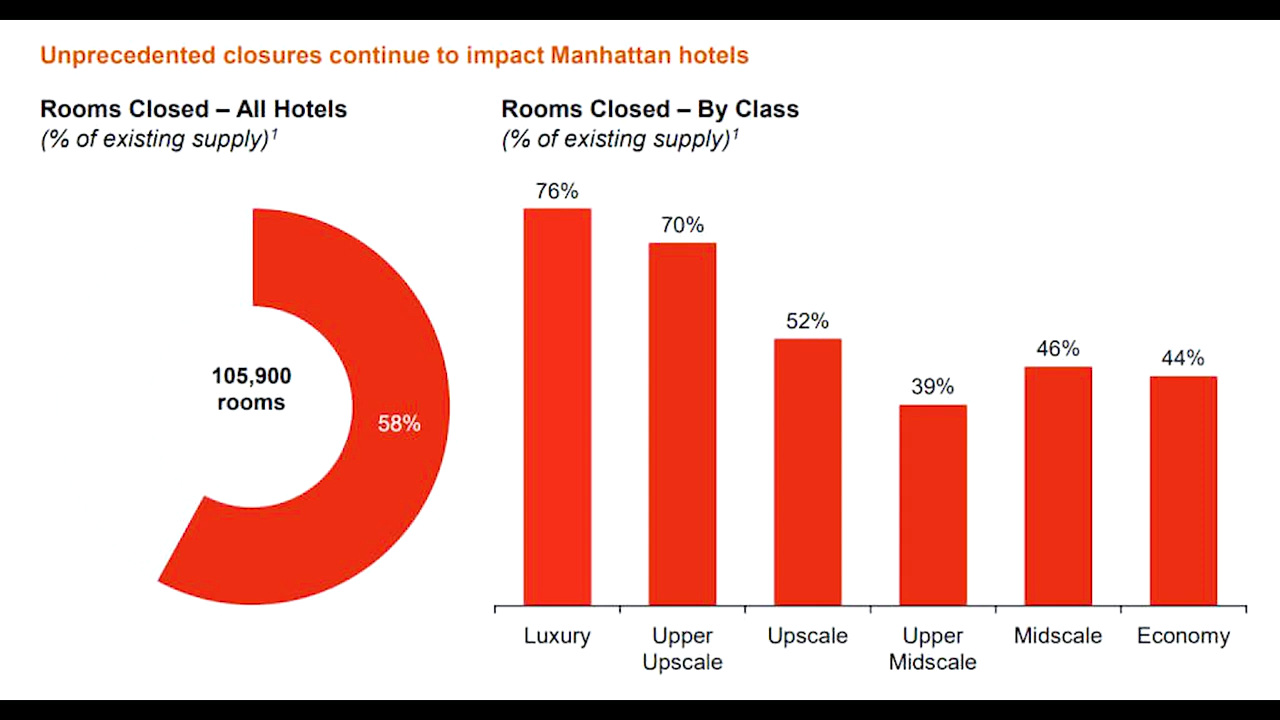 Unprecedented closures continue to impact Manhattan hotels
Rooms Closed – All Hotels
(% of existing supply)¹
105,900
rooms
58%
Rooms Closed – By Class
(% of existing supply)¹
76%
70%
52%
39%
46%
44%
Luxury
Upper
Upscale
Upscale
Upper
Midscale
Midscale
Economy